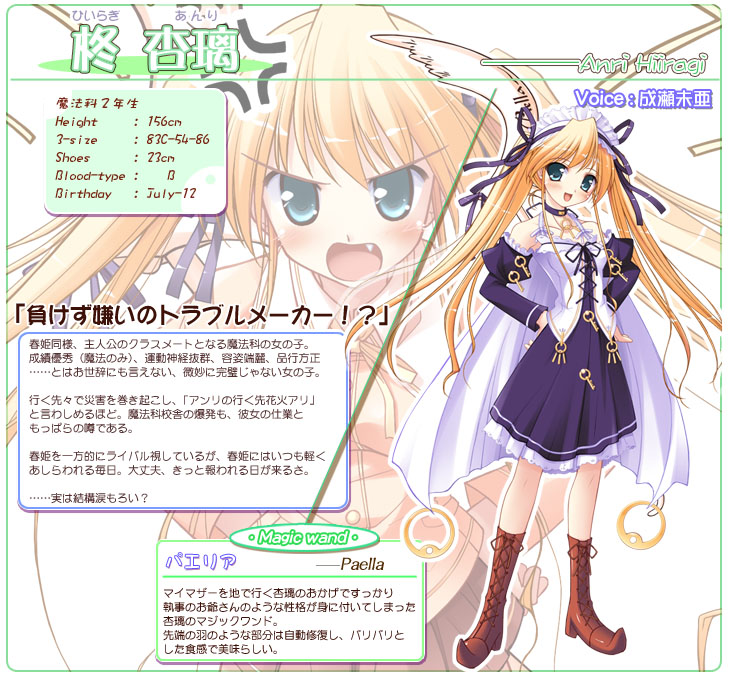 ひいらぎ あんり
柊 杏璃
Anri Hiiragi
Voice : 成瀬未亜
魔法科2年生
Height : 156cm
3-size : 83C-54-86
Shoes : 23cm
Blood-type : B
Birthday : July-12
「負けず嫌いのトラブルメーカー！？」
春姫同様、主人公のクラスメートとなる魔法科の女の子。
成績優秀（魔法のみ）、運動神経抜群、容姿端麗、品行方正
……とはお世辞にも言えない、微妙に完璧じゃない女の子。
行く先々で災害を巻き起こし、「アンリの行く先花火アリ」
と言わしめるほど。魔法科校舎の爆発も、彼女の仕業と
もっぱらの噂である。
春姫を一方的にライバル視しているが、春姫にはいつも軽く
あしらわれる毎日。大丈夫、きっと報われる日が来るさ。
……実は結構涙もろい？
・Magic wand・
パエリア ──Paella
マイマザーを地で行く杏璃のおかげですっかり
執事のお爺さんのような性格が身に付いてしまった
杏璃のマジックワンド。
先端の羽のような部分は自動修復し、バリバリと
した食感で美味らしい。